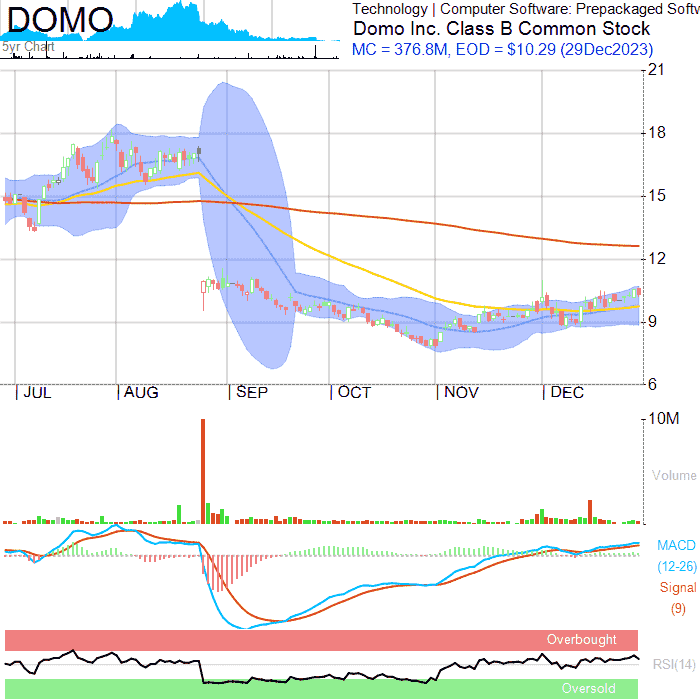 DOMO
Technology | Computer Software: Prepackaged Softw
Domo Inc. Class B Common Stock
MC = 376.8M, EOD = $10.29 (29Dec2023)
5yr Chart
21
18
15
12
9
6
JUL AUG SEP OCT NOV DEC
10M
Volume
0
MACD
(12-26)
Signal
(9)
Overbought
RSI(14)
Oversold